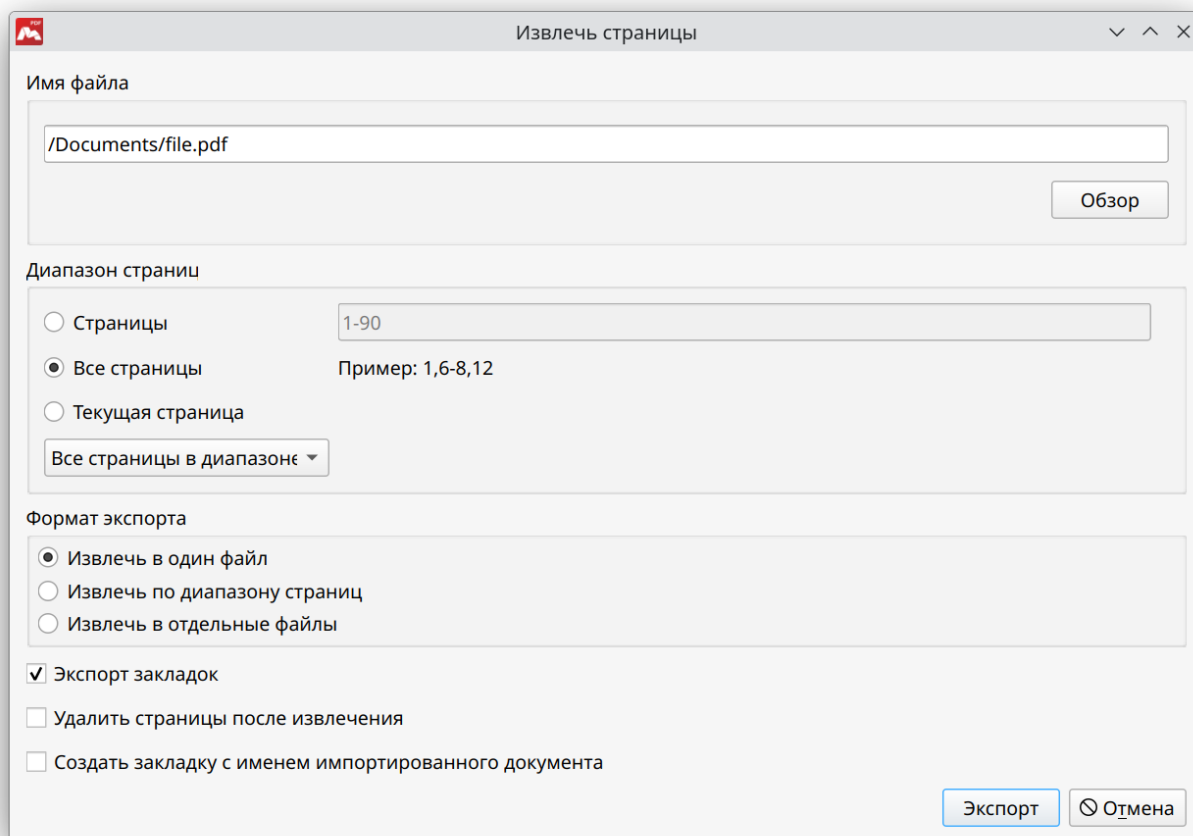 PDF
Извлечь страницы
Имя файла
/Documents/file.pdf
Обзор
Диапазон страниц
Страницы
1-90
Все страницы
Пример: 1,6-8,12
Текущая страница
Все страницы в диапазоне
Формат экспорта
Извлечь в один файл
Извлечь по диапазону страниц
Извлечь в отдельные файлы
Экспорт закладок
Удалить страницы после извлечения
Создать закладку с именем импортированного документа
Экспорт
Отмена